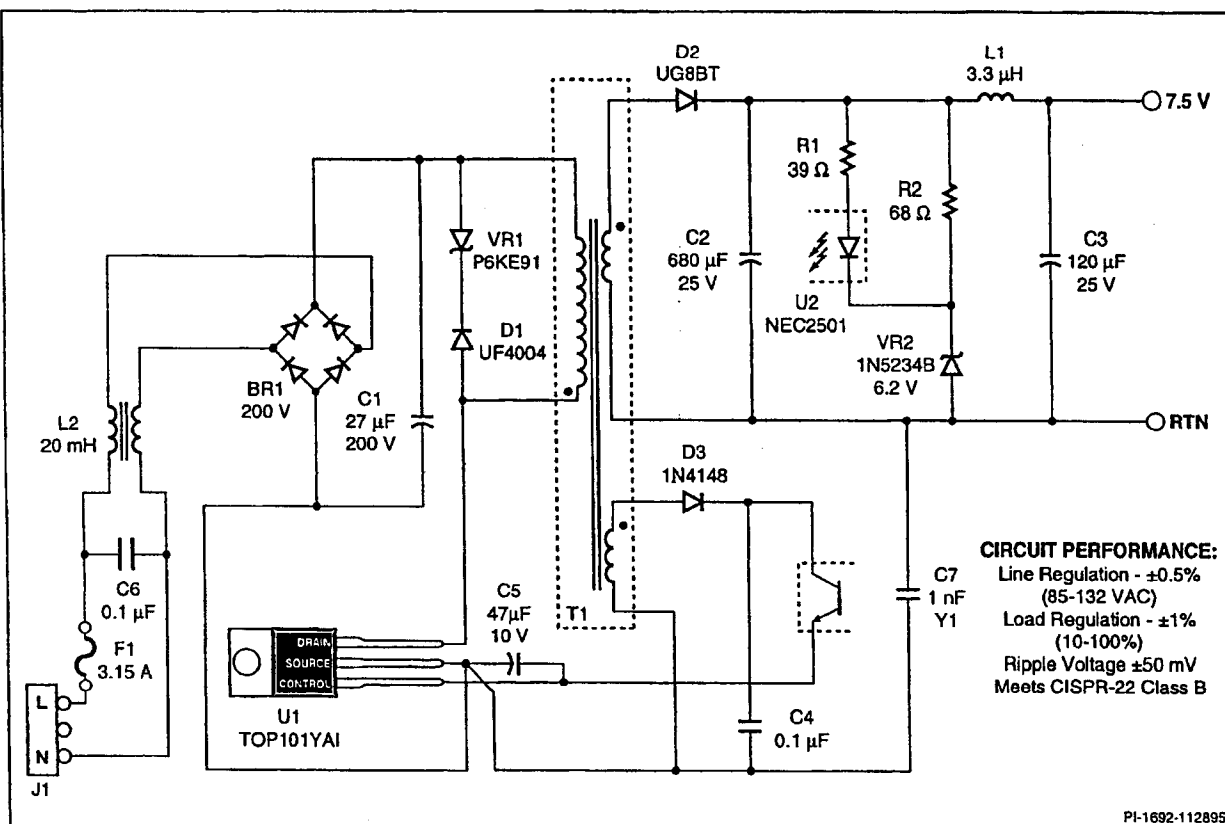 D2
UG8BT
L1
3.3 µH
7.5 V
R1
39 Ω
R2
68 Ω
VR1
P6KE91
C2
680 µF
25 V
C3
120 µF
25 V
U2
NEC2501
D1
UF4004
VR2
1N5234B
6.2 V
BR1
200 V
C1
27 µF
200 V
L2
20 mH
RTN
D3
1N4148
C6
0.1 µF
C5
47µF
10 V
T1
CIRCUIT PERFORMANCE:
Line Regulation - ±0.5%
(85-132 VAC)
Load Regulation - ±1%
(10-100%)
Ripple Voltage ±50 mV
Meets CISPR-22 Class B
C7
1 nF
Y1
F1
3.15 A
DRAIN
SOURCE
CONTROL
U1
TOP101YAI
C4
0.1 µF
L
N
J1
PI-1692-112895